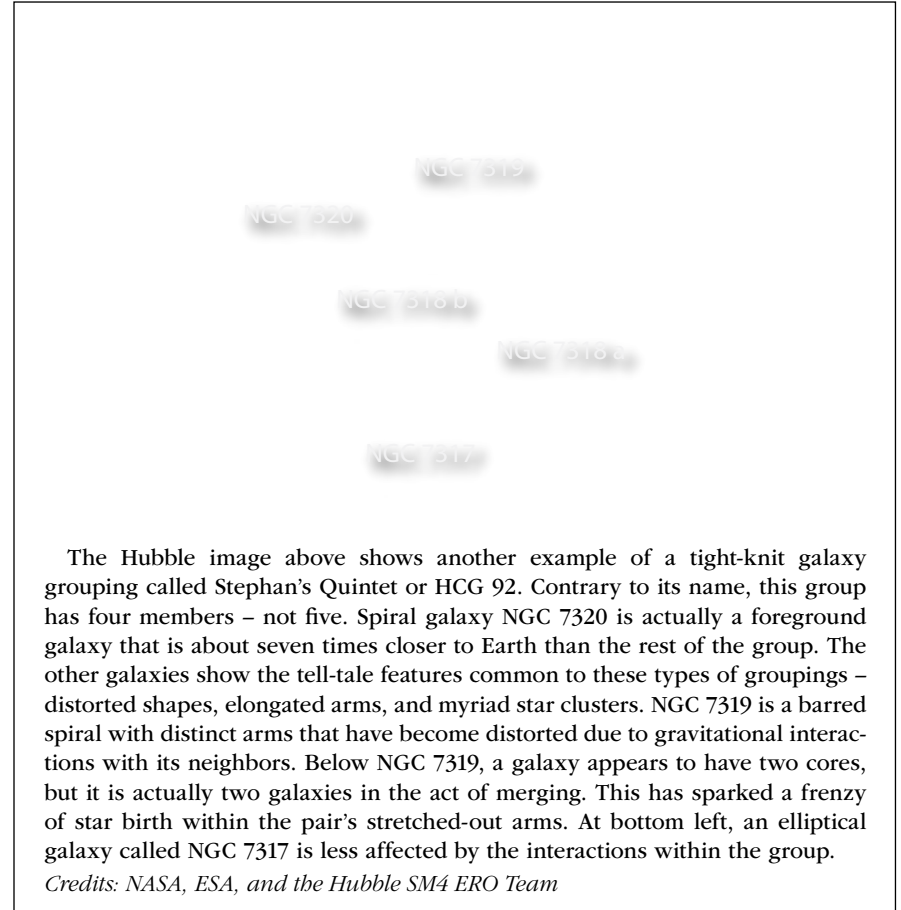 NGC 7319
NGC 7320
NGC 7318 b
NGC 7318 a
NGC 7317
The Hubble image above shows another example of a tight-knit galaxy
grouping called Stephan’s Quintet or HCG 92. Contrary to its name, this group
has four members – not five. Spiral galaxy NGC 7320 is actually a foreground
galaxy that is about seven times closer to Earth than the rest of the group. The
other galaxies show the tell-tale features common to these types of groupings –
distorted shapes, elongated arms, and myriad star clusters. NGC 7319 is a barred
spiral with distinct arms that have become distorted due to gravitational interac-
tions with its neighbors. Below NGC 7319, a galaxy appears to have two cores,
but it is actually two galaxies in the act of merging. This has sparked a frenzy
of star birth within the pair’s stretched-out arms. At bottom left, an elliptical
galaxy called NGC 7317 is less affected by the interactions within the group.
Credits: NASA, ESA, and the Hubble SM4 ERO Team